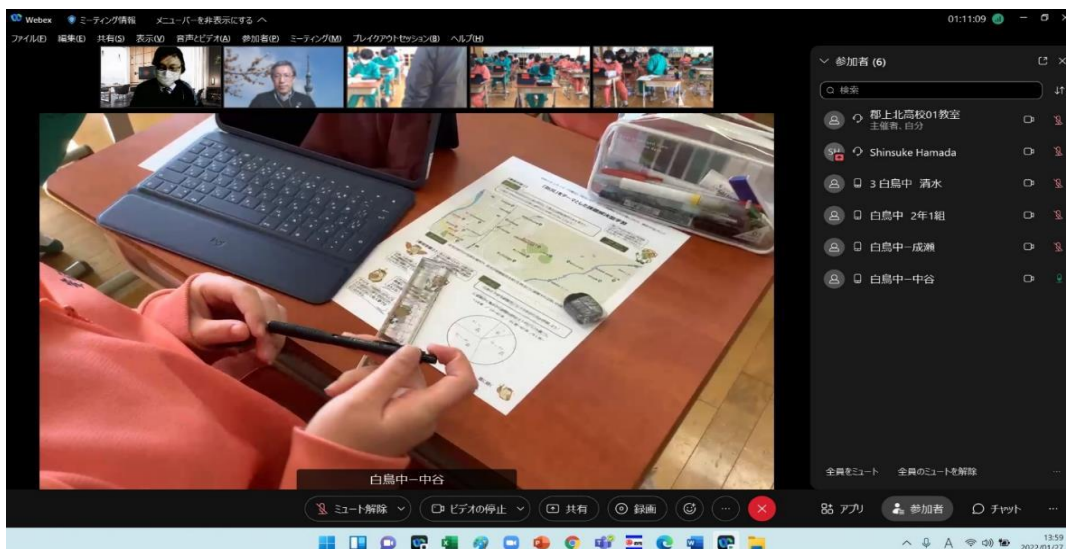 Webex ミーティング情報 メニューバーを非表示にする 01:11:09
ファイル(F) 編集(E) 共有(S) 表示(V) 音声とビデオ(A) 参加者(P) ミーティング(M) ブレイクアウトセッション(B) ヘルプ(H)
参加者 (6)
検索
郡上北高校01教室
主催者、自分
SH Shinsuke Hamada
3 白鳥中 清水
白鳥中 2年1組
白鳥中ー成瀬
白鳥中ー中谷
白鳥中ー中谷
全員をミュート 全員のミュートを解除
ミュート解除 ビデオの停止 共有 録画 アプリ 参加者 チャット
A 13:59
2022/01/27